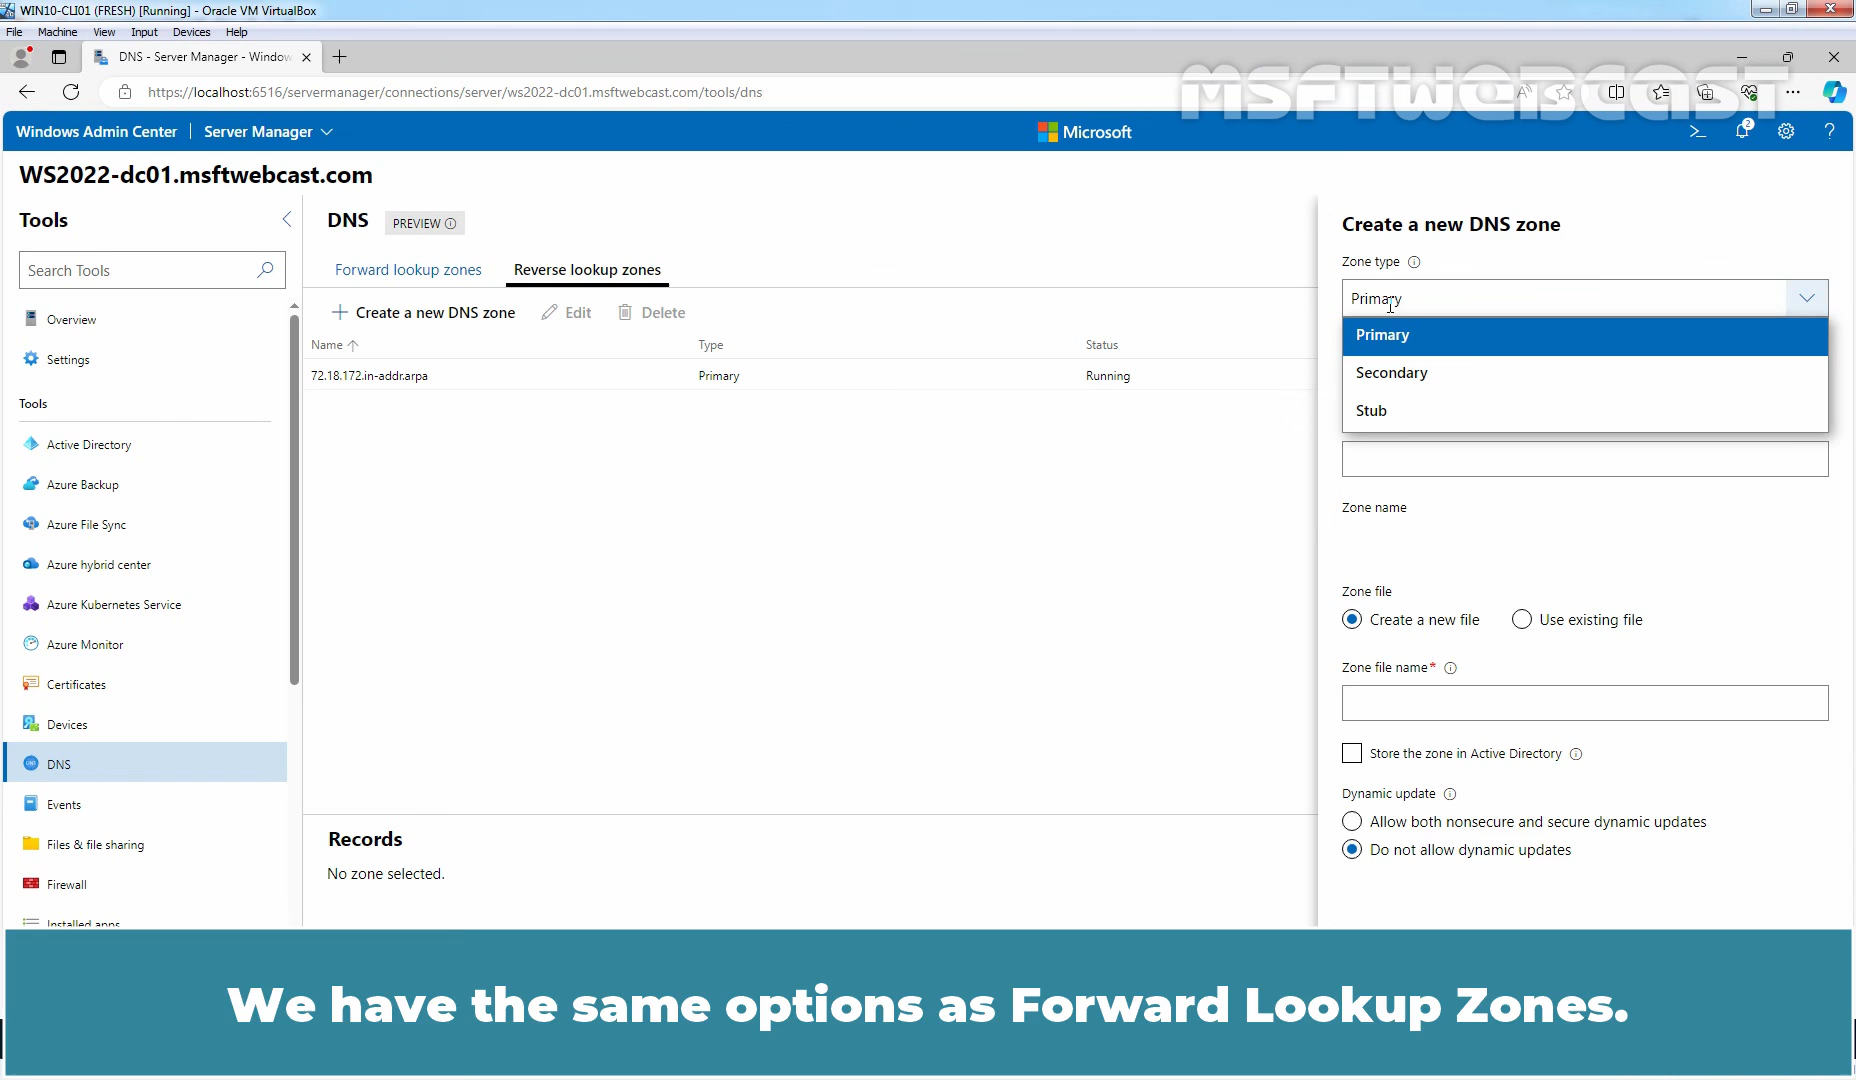 WIN10-CLI01 (FRESH) [Running] - Oracle VM VirtualBox
File Machine View Input Devices Help
DNS - Server Manager - Window
https://localhost:6516/servermanager/connections/server/ws2022-dc01.msftwebcast.com/tools/dns
MSFTWEBCAST
Windows Admin Center Server Manager
Microsoft
2
WS2022-dc01.msftwebcast.com
Tools
Search Tools
Overview
Settings
Tools
Active Directory
Azure Backup
Azure File Sync
Azure hybrid center
Azure Kubernetes Service
Azure Monitor
Certificates
Devices
DNS
Events
Files & file sharing
Firewall
Installed apps
DNS PREVIEW
Forward lookup zones Reverse lookup zones
Create a new DNS zone Edit Delete
Name Type Status
72.18.172.in-addr.arpa Primary Running
Records
No zone selected.
Create a new DNS zone
Zone type
Primary
Primary
Secondary
Stub
Zone name
Zone file
Create a new file Use existing file
Zone file name*
Store the zone in Active Directory
Dynamic update
Allow both nonsecure and secure dynamic updates
Do not allow dynamic updates
We have the same options as Forward Lookup Zones.